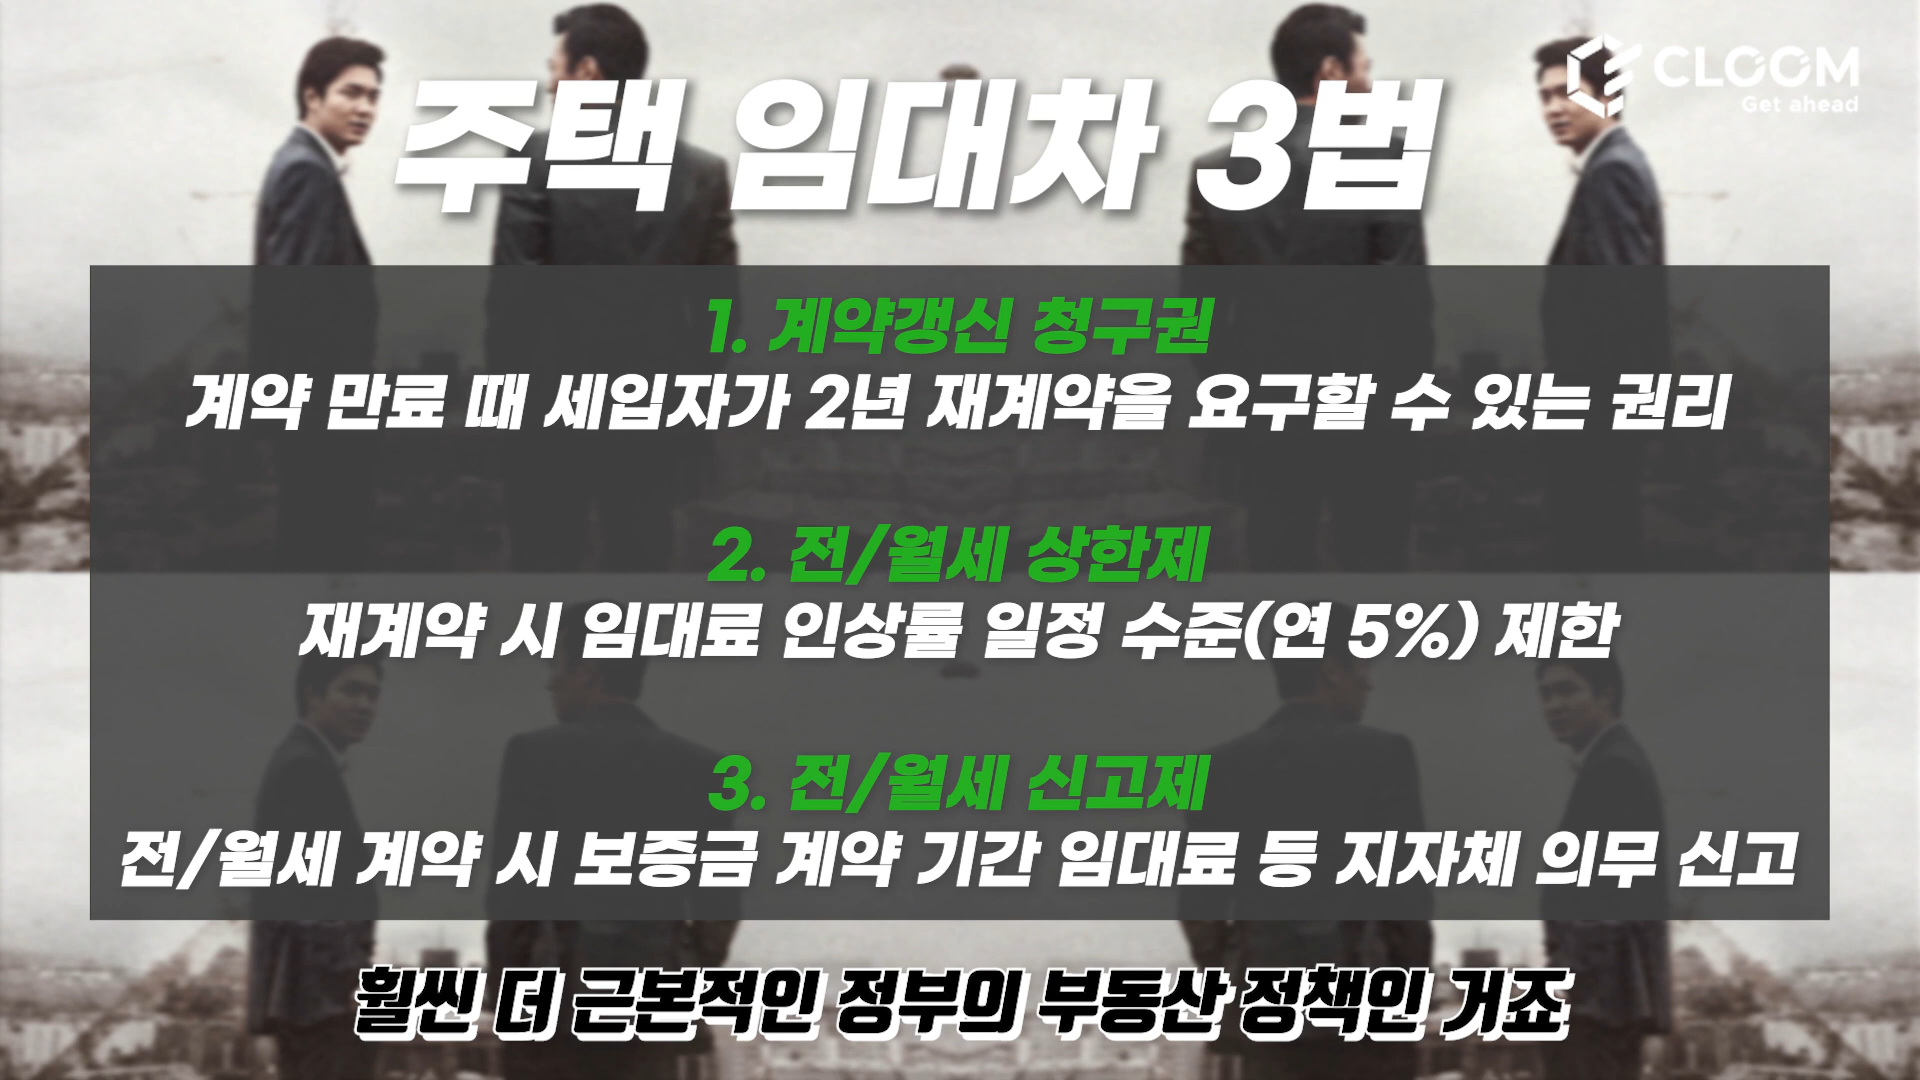 주택 임대차 3법
CLOOM
Get ahead
1. 계약갱신 청구권
계약 만료 때 세입자가 2년 재계약을 요구할 수 있는 권리
2. 전/월세 상한제
재계약 시 임대료 인상률 일정 수준(연 5%) 제한
3. 전/월세 신고제
전/월세 계약 시 보증금 계약 기간 임대료 등 지자체 의무 신고
훨씬 더 근본적인 정부의 부동산 정책인 거죠